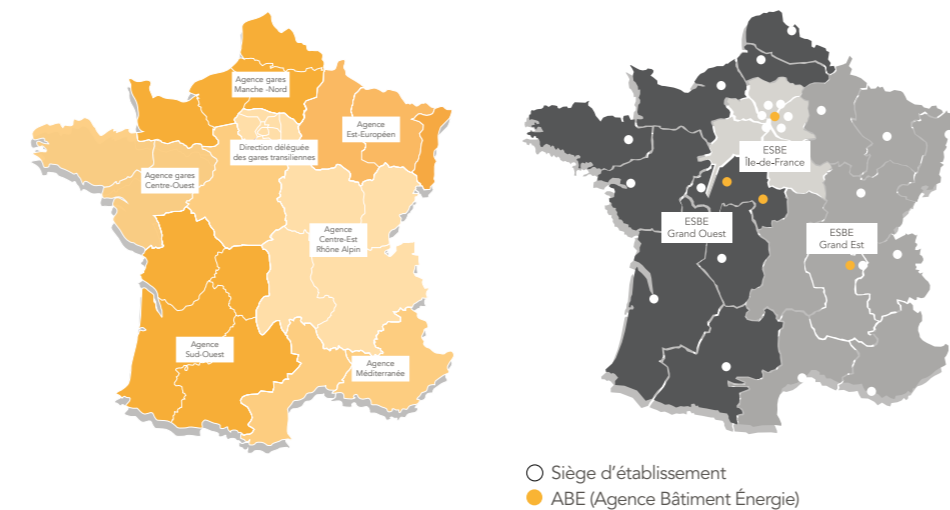 Agence gares
Manche -Nord
Agence
Est-Européen
Direction déléguée
des gares transiliennes
Agence gares
Centre-Ouest
Agence
Centre-Est
Rhône Alpin
Agence
Sud-Ouest
Agence
Méditerranée
ESBE
Île-de-France
ESBE
Grand Ouest
ESBE
Grand Est
Siège d’établissement
ABE (Agence Bâtiment Énergie)